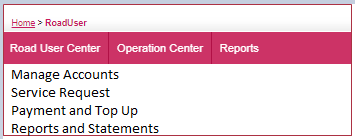 Home > RoadUser
Road User Center Operation Center Reports
Manage Accounts
Service Request
Payment and Top Up
Reports and Statements